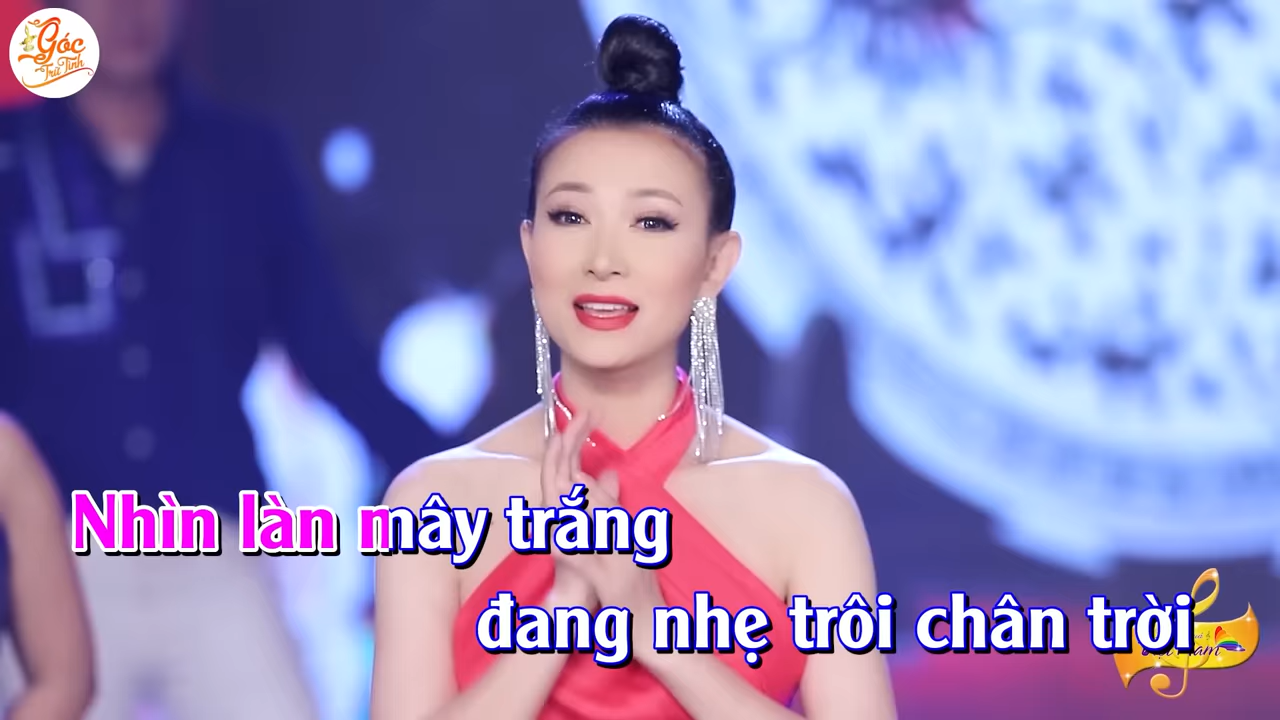 Góc
Trữ Tình
Nhìn làn mây trắng
đang nhẹ trôi chân trời